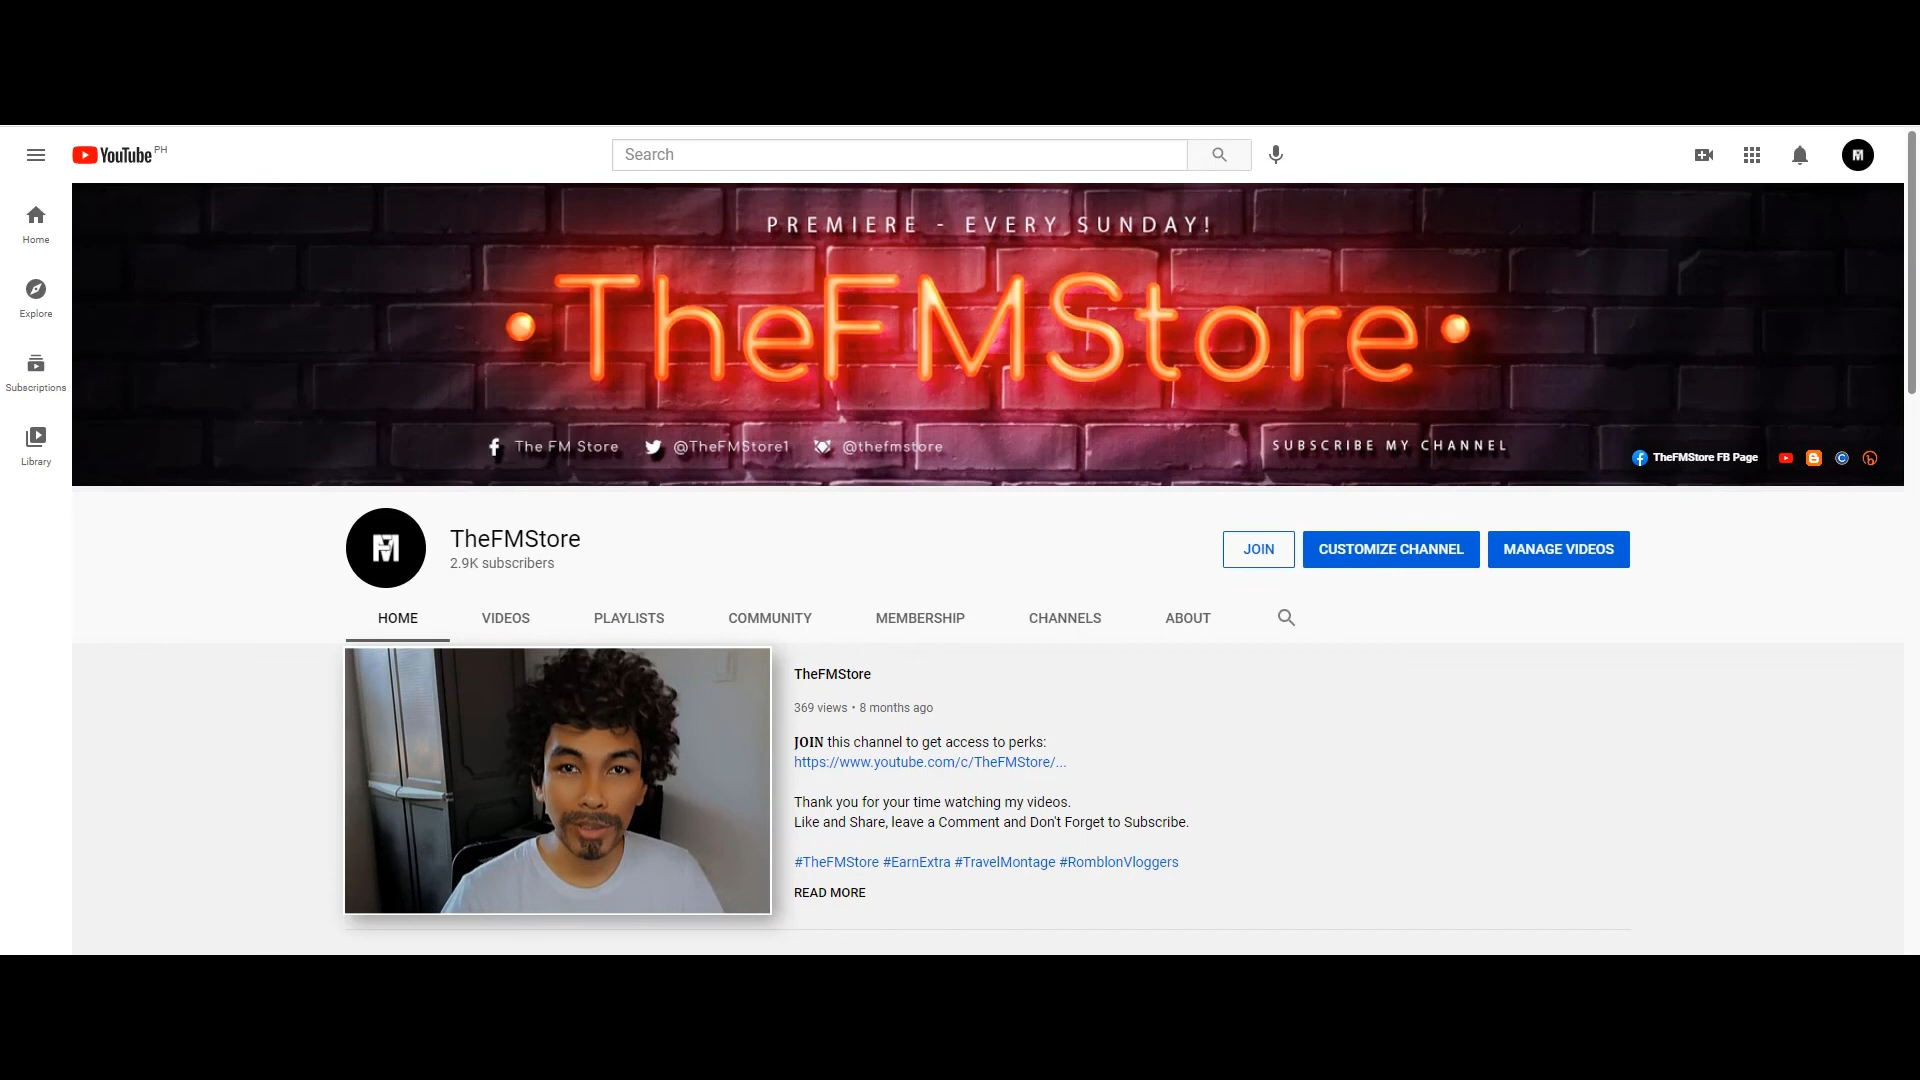 YouTube PH
Search
Home
Explore
Subscriptions
Library
PREMIERE - EVERY SUNDAY!
TheFMStore
The FM Store @TheFMStore1 @thefmstore
SUBSCRIBE MY CHANNEL
TheFMStore FB Page
TheFMStore
2.9K subscribers
JOIN CUSTOMIZE CHANNEL MANAGE VIDEOS
HOME VIDEOS PLAYLISTS COMMUNITY MEMBERSHIP CHANNELS ABOUT
TheFMStore
369 views • 8 months ago
JOIN this channel to get access to perks:
https://www.youtube.com/c/TheFMStore/...
Thank you for your time watching my videos.
Like and Share, leave a Comment and Don't Forget to Subscribe.
#TheFMStore #EarnExtra #TravelMontage #RomblonVloggers
READ MORE